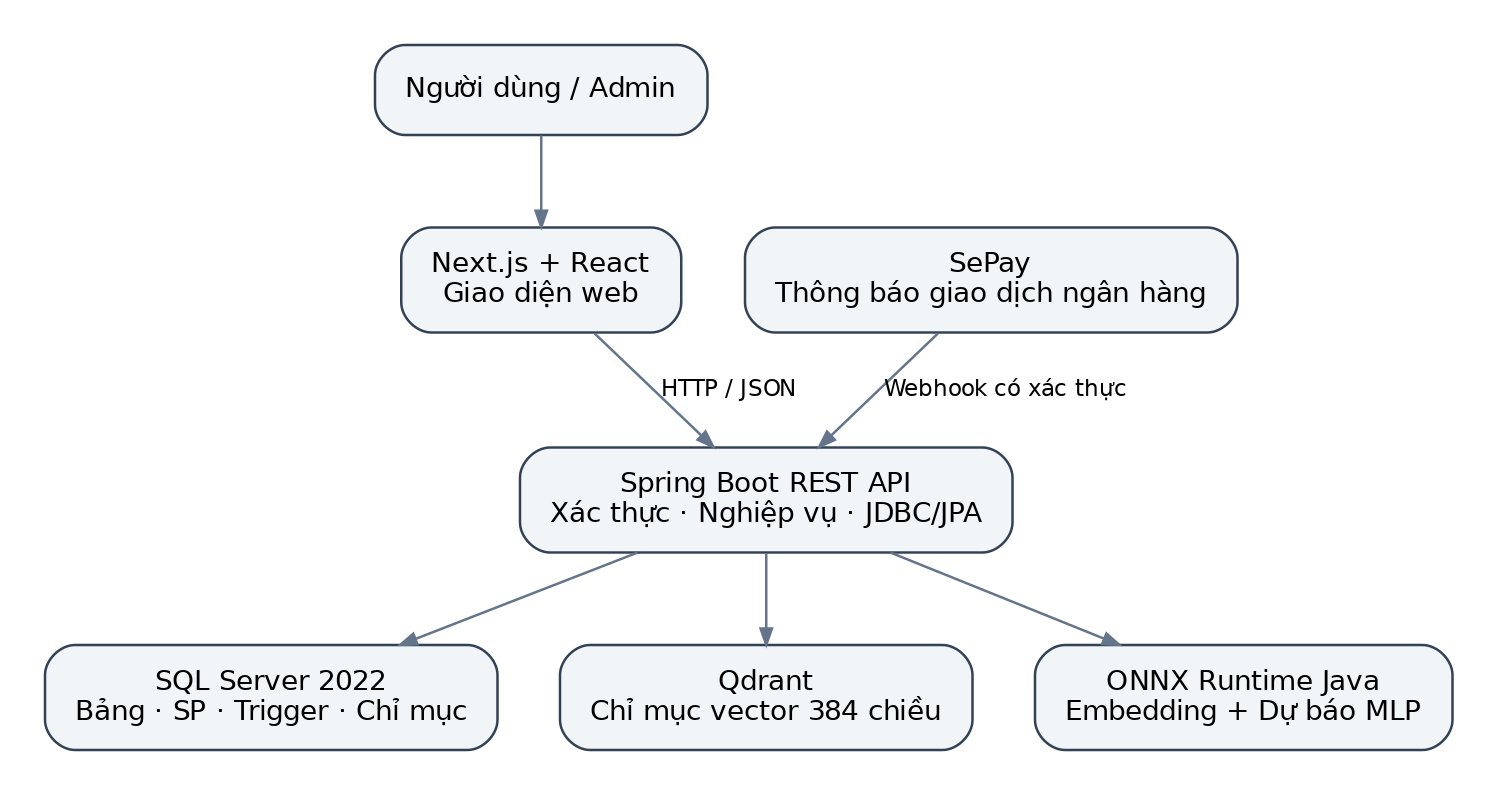 Người dùng / Admin
Next.js + React
Giao diện web
SePay
Thông báo giao dịch ngân hàng
HTTP / JSON
Webhook có xác thực
Spring Boot REST API
Xác thực · Nghiệp vụ · JDBC/JPA
SQL Server 2022
Bảng · SP · Trigger · Chỉ mục
Qdrant
Chỉ mục vector 384 chiều
ONNX Runtime Java
Embedding + Dự báo MLP